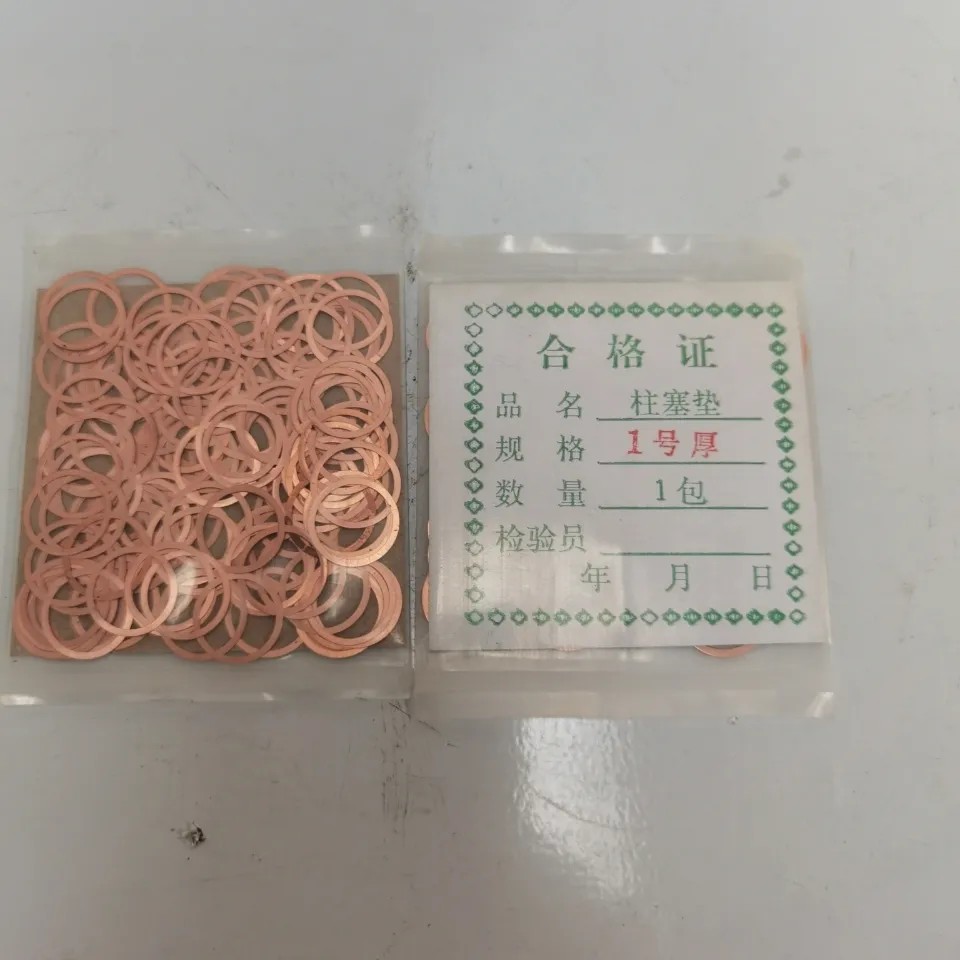 合格证
品名 柱塞垫
规格 1号厚
数量 1包
检验员
年 月 日